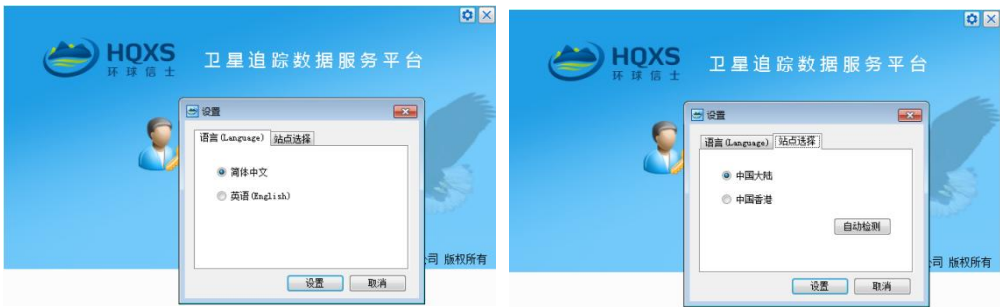 HQXS
环球信士
卫星追踪数据服务平台
设置
语言(Language) 站点选择
简体中文
英语(English)
司 版权所有
设置 取消
HQXS
环球信士
卫星追踪数据服务平台
设置
语言(Language) 站点选择
中国大陆
中国香港
自动检测
司 版权所有
设置 取消